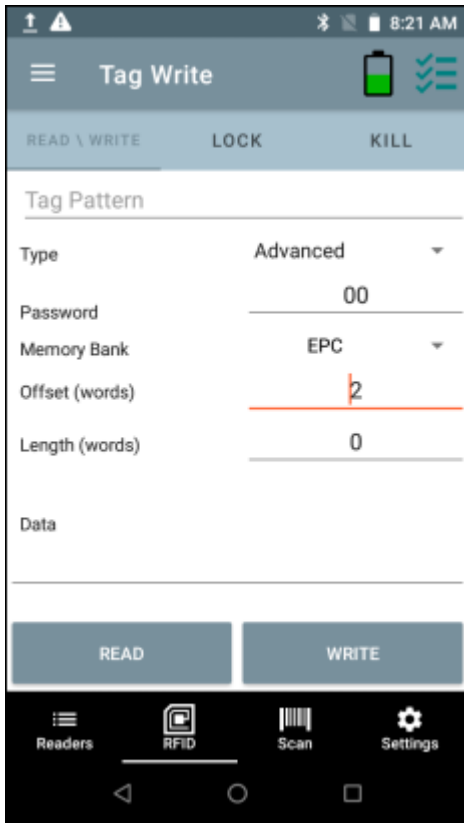 8:21 AM
Tag Write
READ \ WRITE LOCK KILL
Tag Pattern
Type Advanced
Password 00
Memory Bank EPC
Offset (words) 2
Length (words) 0
Data
READ WRITE
Readers RFID Scan Settings